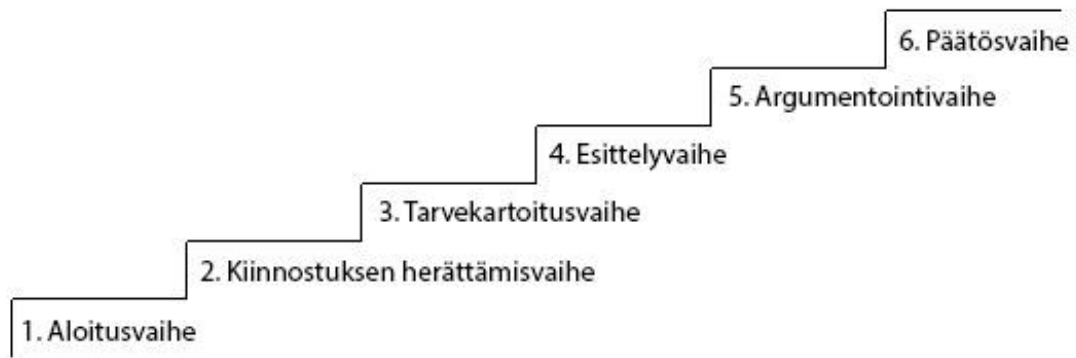 6. Päätösvaihe
5. Argumentointivaihe
4. Esittelyvaihe
3. Tarvekartoitusvaihe
2. Kiinnostuksen herättämisvaihe
1. Aloitusvaihe